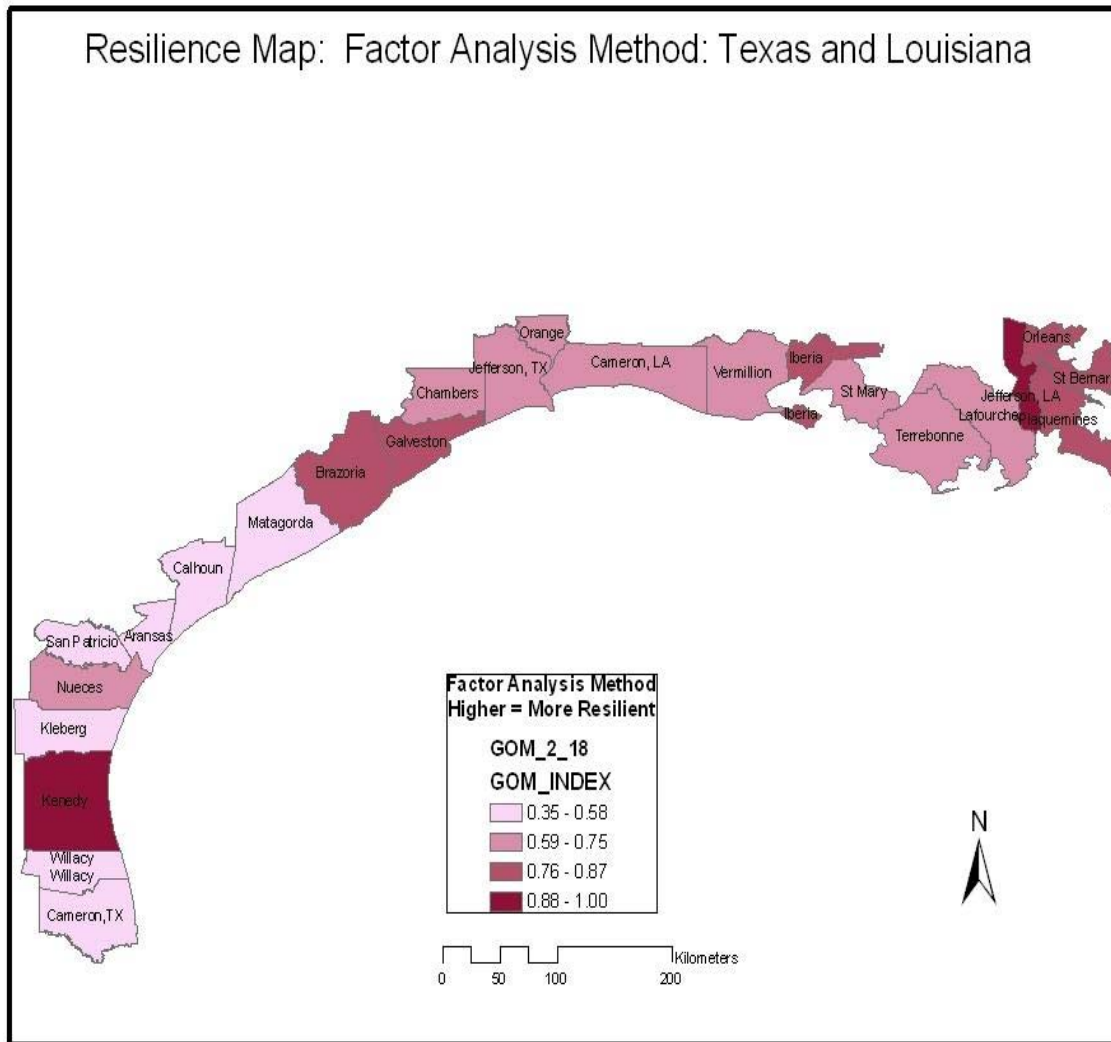 Resilience Map: Factor Analysis Method: Texas and Louisiana
Orange
Orleans
Jefferson, TX
Cameron, LA
Vermillion
Iberia
St Mary
St Bernar
Chambers
Jefferson, LA
Lafourche
Iberia
Plaquemines
Galveston
Terrebonne
Brazoria
Matagorda
Calhoun
San Patricio
Aransas
Nueces
Kleberg
Kenedy
Willacy
Willacy
Cameron,TX
Factor Analysis Method
Higher = More Resilient
GOM_2_18
GOM_INDEX
0.35 - 0.58
0.59 - 0.75
0.76 - 0.87
0.88 - 1.00
N
Kilometers
0 50 100 200